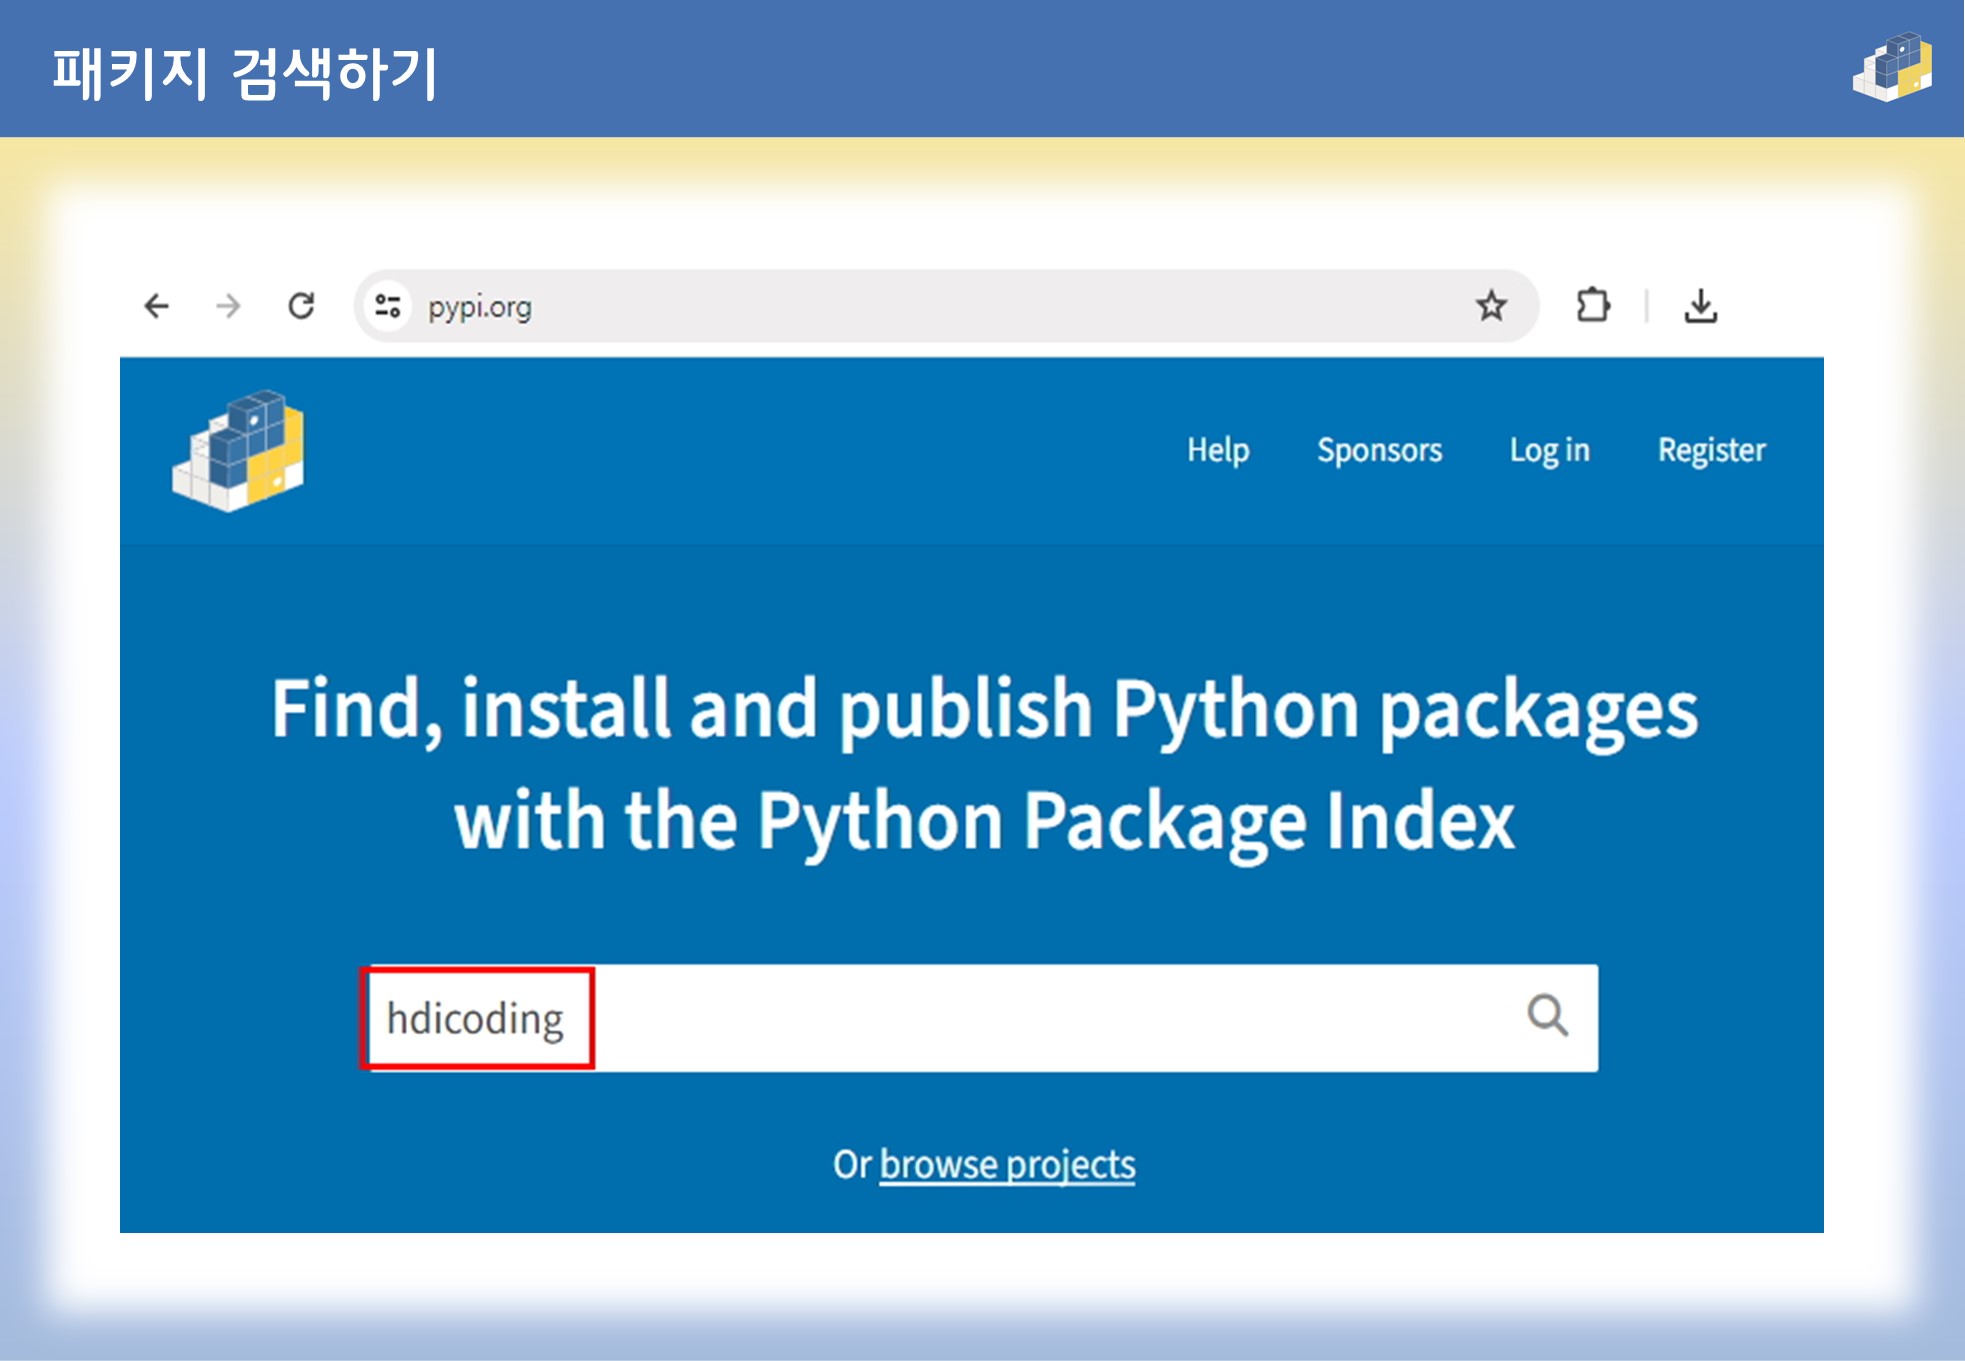 패키지 검색하기
pypi.org
Help Sponsors Log in Register
Find, install and publish Python packages
with the Python Package Index
hdicoding
Or browse projects